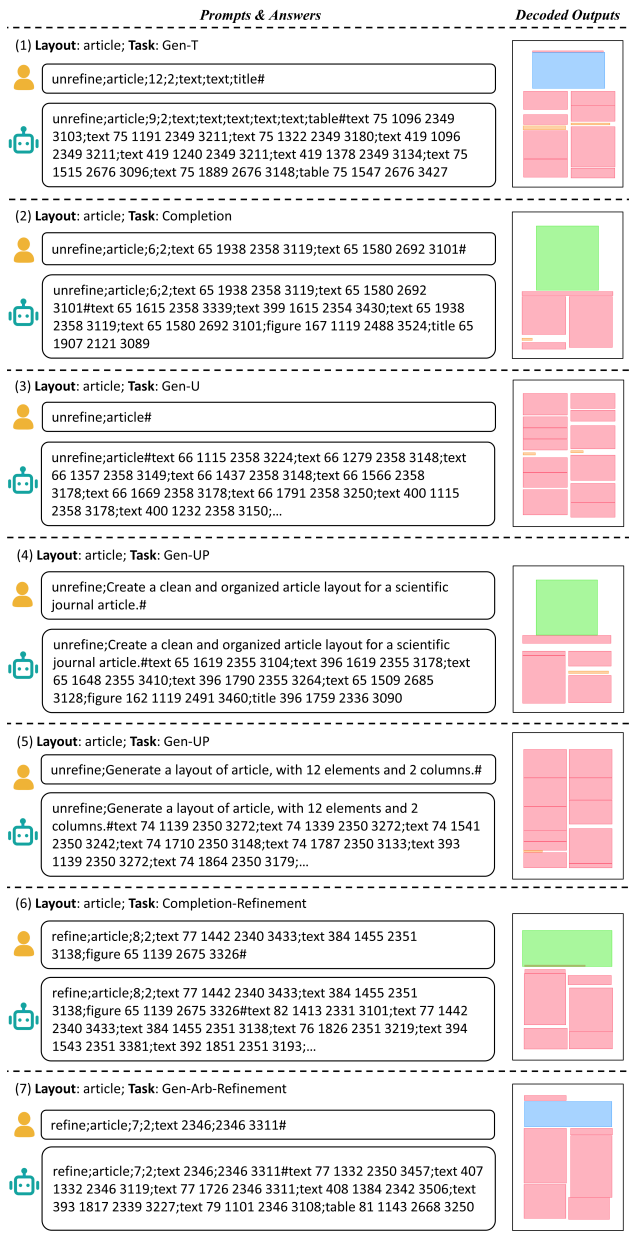 Prompts & Answers
Decoded Outputs
(1) Layout: article; Task: Gen-T
unrefine;article;12;2;text;text;title#
unrefine;article;9;2;text;text;text;text;text;table#text 75 1096 2349
3103;text 75 1191 2349 3211;text 75 1322 2349 3180;text 419 1096
2349 3211;text 419 1240 2349 3211;text 419 1378 2349 3134;text 75
1515 2676 3096;text 75 1889 2676 3148;table 75 1547 2676 3427
(2) Layout: article; Task: Completion
unrefine;article;6;2;text 65 1938 2358 3119;text 65 1580 2692 3101#
unrefine;article;6;2;text 65 1938 2358 3119;text 65 1580 2692
3101#text 65 1615 2358 3339;text 399 1615 2354 3430;text 65 1938
2358 3119;text 65 1580 2692 3101;figure 167 1119 2488 3524;title 65
1907 2121 3089
(3) Layout: article; Task: Gen-U
unrefine;article#
unrefine;article#text 66 1115 2358 3224;text 66 1279 2358 3148;text
66 1357 2358 3149;text 66 1437 2358 3148;text 66 1566 2358
3178;text 66 1669 2358 3178;text 66 1791 2358 3250;text 400 1115
2358 3178;text 400 1232 2358 3150;...
(4) Layout: article; Task: Gen-UP
unrefine;Create a clean and organized article layout for a scientific
journal article.#
unrefine;Create a clean and organized article layout for a scientific
journal article.#text 65 1619 2355 3104;text 396 1619 2355 3178;text
65 1648 2355 3410;text 396 1790 2355 3264;text 65 1509 2685
3128;figure 162 1119 2491 3460;title 396 1759 2336 3090
(5) Layout: article; Task: Gen-UP
unrefine;Generate a layout of article, with 12 elements and 2 columns.#
unrefine;Generate a layout of article, with 12 elements and 2
columns.#text 74 1139 2350 3272;text 74 1339 2350 3272;text 74 1541
2350 3242;text 74 1710 2350 3148;text 74 1787 2350 3133;text 393
1139 2350 3272;text 74 1864 2350 3179;...
(6) Layout: article; Task: Completion-Refinement
refine;article;8;2;text 77 1442 2340 3433;text 384 1455 2351
3138;figure 65 1139 2675 3326#
refine;article;8;2;text 77 1442 2340 3433;text 384 1455 2351
3138;figure 65 1139 2675 3326#text 82 1413 2331 3101;text 77 1442
2340 3433;text 384 1455 2351 3138;text 76 1826 2351 3219;text 394
1543 2351 3381;text 392 1851 2351 3193;...
(7) Layout: article; Task: Gen-Arb-Refinement
refine;article;7;2;text 2346;2346 3311#
refine;article;7;2;text 2346;2346 3311#text 77 1332 2350 3457;text 407
1332 2346 3119;text 77 1726 2346 3311;text 408 1384 2342 3506;text
393 1817 2339 3227;text 79 1101 2346 3108;table 81 1143 2668 3250